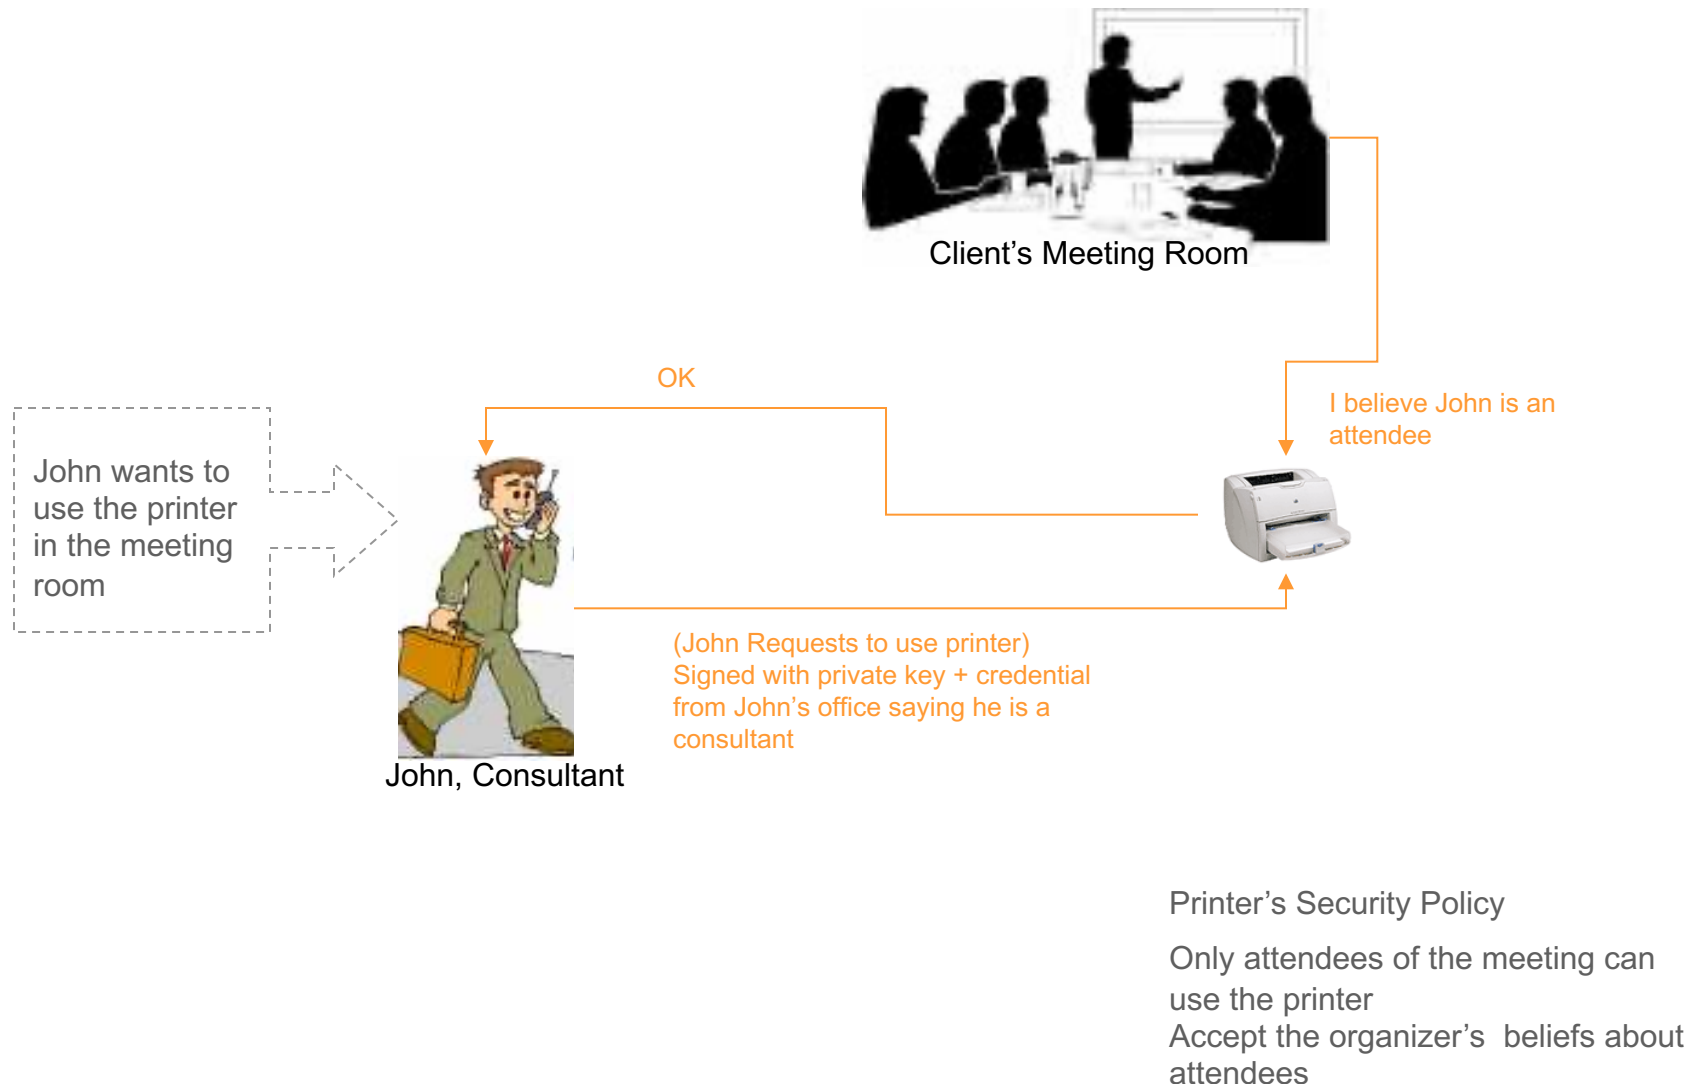 Client’s Meeting Room
OK
I believe John is an
attendee
John wants to
use the printer
in the meeting
room
(John Requests to use printer)
Signed with private key + credential
from John’s office saying he is a
consultant
John, Consultant
Printer’s Security Policy
Only attendees of the meeting can
use the printer
Accept the organizer’s  beliefs about
attendees